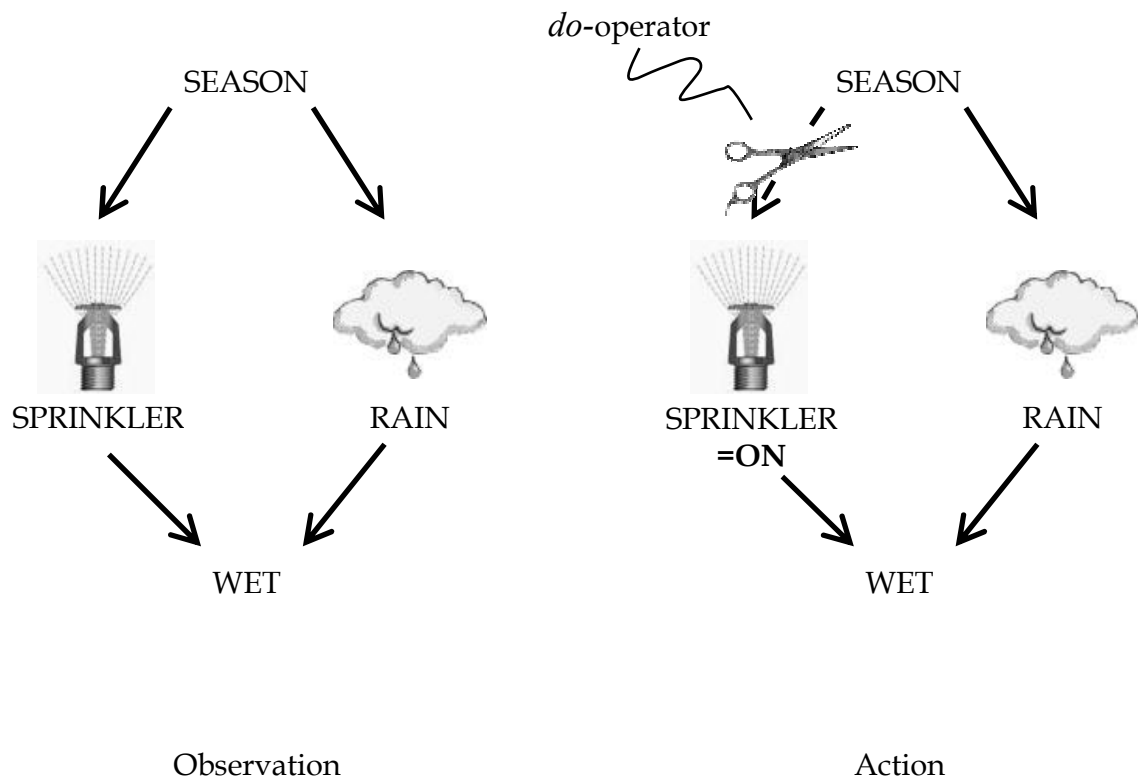 do-operator
SEASON
SPRINKLER
RAIN
WET
Observation
SEASON
SPRINKLER
=ON
RAIN
WET
Action